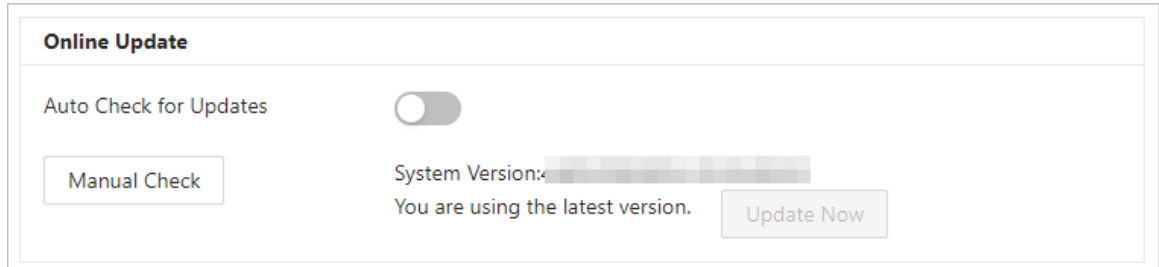 Online Update
Auto Check for Updates
Manual Check
System Version:
You are using the latest version.
Update Now